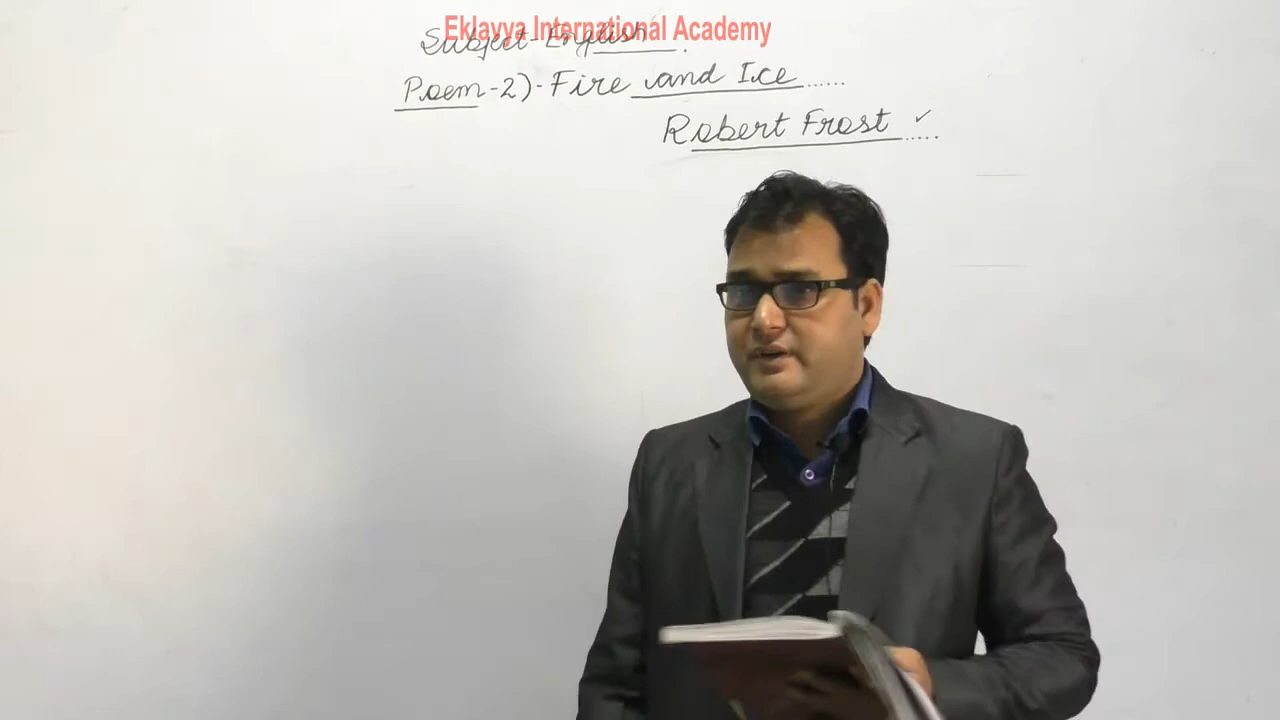 Eklavya International Academy
Subject-English.
Poem-2)-Fire and Ice......
Robert Frost ✓.....